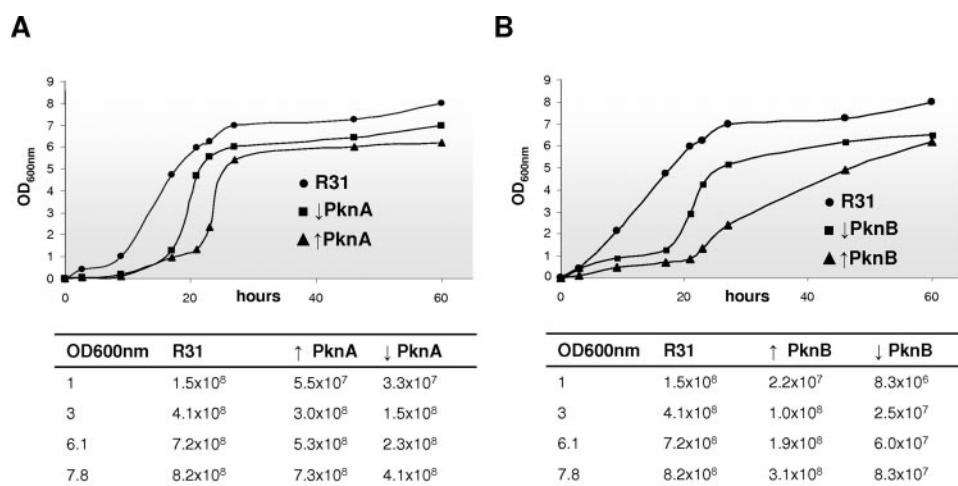 A
OD600nm
9
8
7
6
5
4
3
2
1
0
R31
↓PknA
↑PknA
0 20 40 60
hours
OD600nm R31 ↑ PknA ↓ PknA
1 1.5x10⁸ 5.5x10⁷ 3.3x10⁷
3 4.1x10⁸ 3.0x10⁸ 1.5x10⁸
6.1 7.2x10⁸ 5.3x10⁸ 2.3x10⁸
7.8 8.2x10⁸ 7.3x10⁸ 4.1x10⁸
B
OD600nm
9
8
7
6
5
4
3
2
1
0
R31
↓PknB
↑PknB
0 20 40 60
hours
OD600nm R31 ↑ PknB ↓ PknB
1 1.5x10⁸ 2.2x10⁷ 8.3x10⁶
3 4.1x10⁸ 1.0x10⁸ 2.5x10⁷
6.1 7.2x10⁸ 1.9x10⁸ 6.0x10⁷
7.8 8.2x10⁸ 3.1x10⁸ 8.3x10⁷